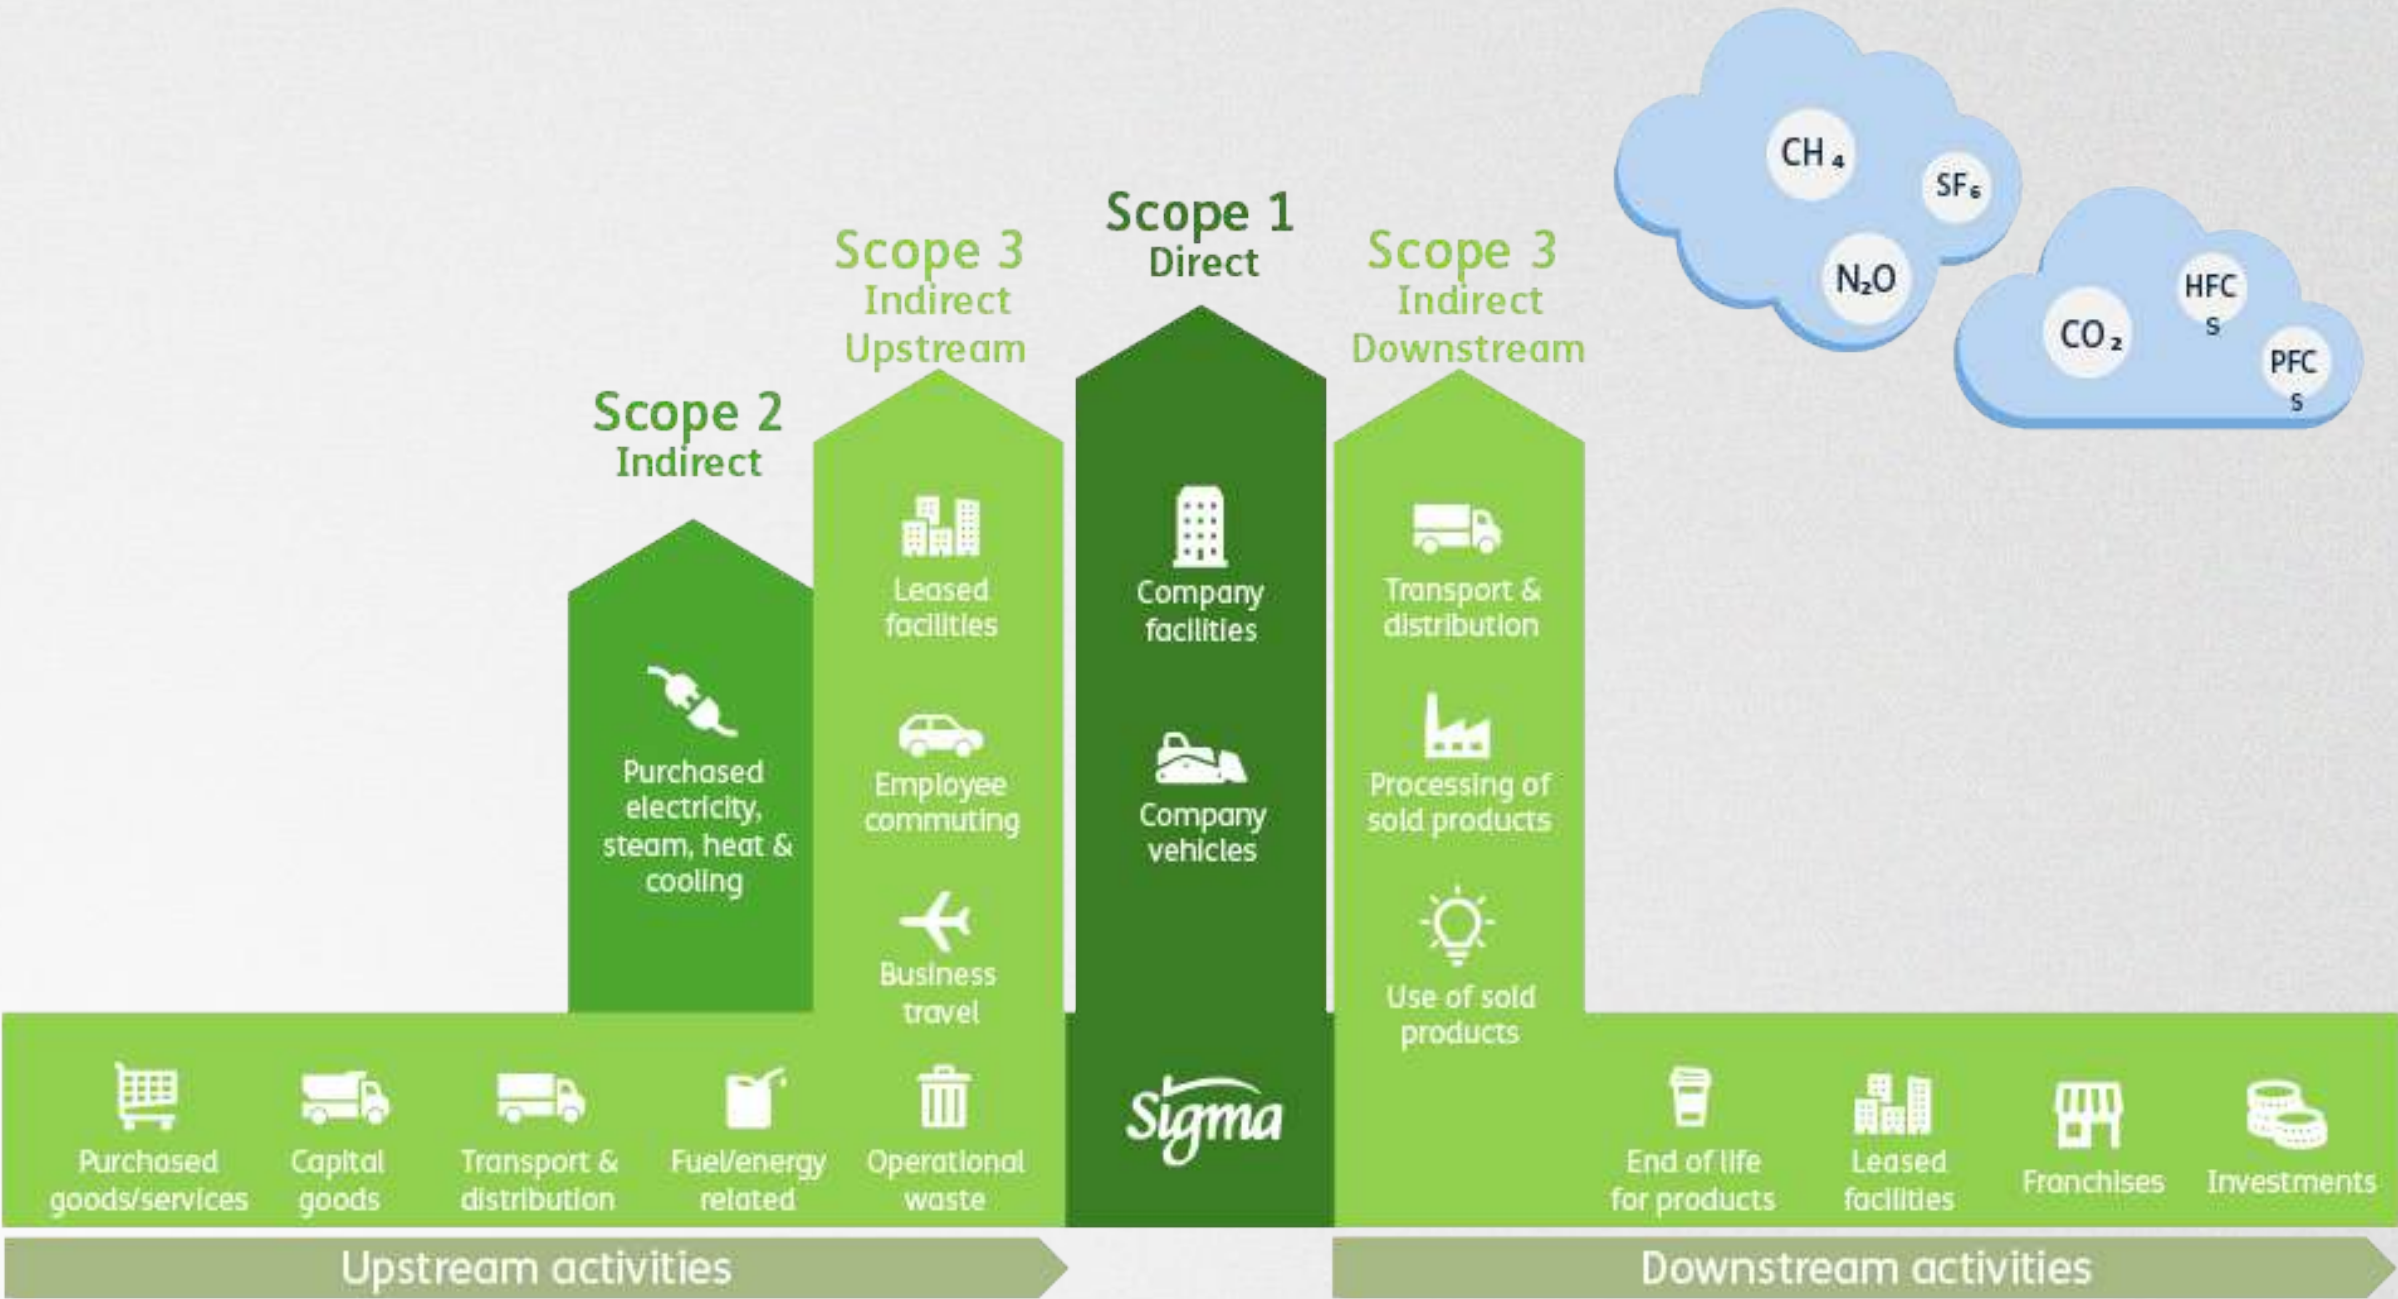 CH₄
SF₆
N₂O
CO₂
HFC
S
PFC
S
Scope 1
Direct
Scope 3
Indirect
Upstream
Scope 3
Indirect
Downstream
Scope 2
Indirect
Purchased
electricity,
steam, heat &
cooling
Leased
facilities
Employee
commuting
Business
travel
Company
facilities
Company
vehicles
Transport &
distribution
Processing of
sold products
Use of sold
products
Purchased
goods/services
Capital
goods
Transport &
distribution
Fuel/energy
related
Operational
waste
Sigma
End of life
for products
Leased
facilities
Franchises
Investments
Upstream activities
Downstream activities